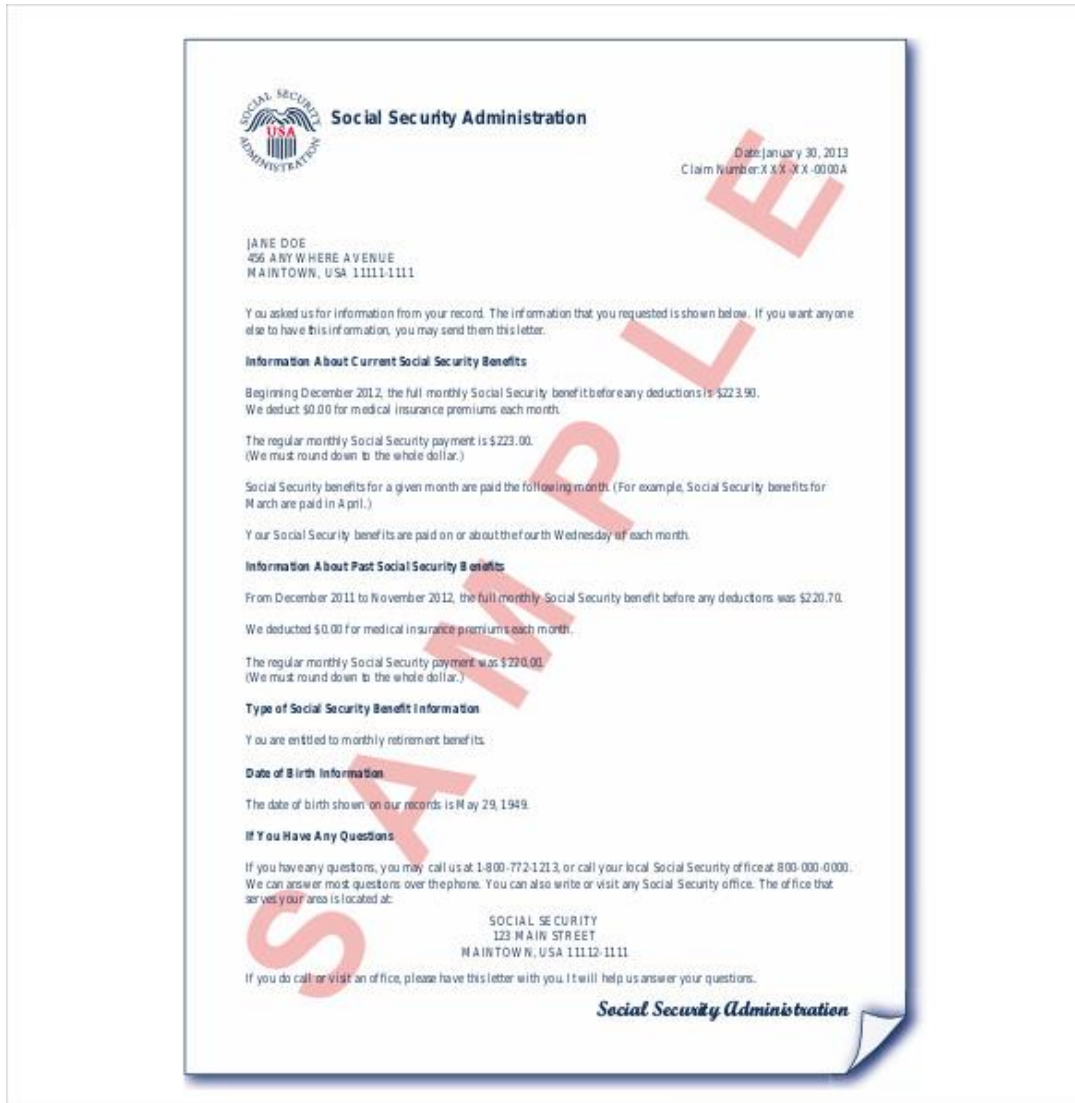 SOCIAL SECURITY ADMINISTRATION
USA
Social Security Administration
Date:January 30, 2013
Claim Number:XXX-XX-0000A
JANE DOE
456 ANYWHERE AVENUE
MAINTOWN, USA 11111-1111
You asked us for information from your record. The information that you requested is shown below. If you want anyone
else to have this information, you may send them this letter.
Information About Current Social Security Benefits
Beginning December 2012, the full monthly Social Security benefit before any deductions is $223.90.
We deduct $0.00 for medical insurance premiums each month.
The regular monthly Social Security payment is $223.00.
(We must round down to the whole dollar.)
Social Security benefits for a given month are paid the following month. (For example, Social Security benefits for
March are paid in April.)
Your Social Security benefits are paid on or about the fourth Wednesday of each month.
Information About Past Social Security Benefits
From December 2011 to November 2012, the full monthly Social Security benefit before any deductions was $220.70.
We deducted $0.00 for medical insurance premiums each month.
The regular monthly Social Security payment was $220.00.
(We must round down to the whole dollar.)
Type of Social Security Benefit Information
You are entitled to monthly retirement benefits.
Date of Birth Information
The date of birth shown on our records is May 29, 1949.
If You Have Any Questions
If you have any questions, you may call us at 1-800-772-1213, or call your local Social Security office at 800-000-0000.
We can answer most questions over the phone. You can also write or visit any Social Security office. The office that
serves your area is located at:
SOCIAL SECURITY
123 MAIN STREET
MAINTOWN, USA 11112-1111
If you do call or visit an office, please have this letter with you. It will help us answer your questions.
Social Security Administration
SAMPLE